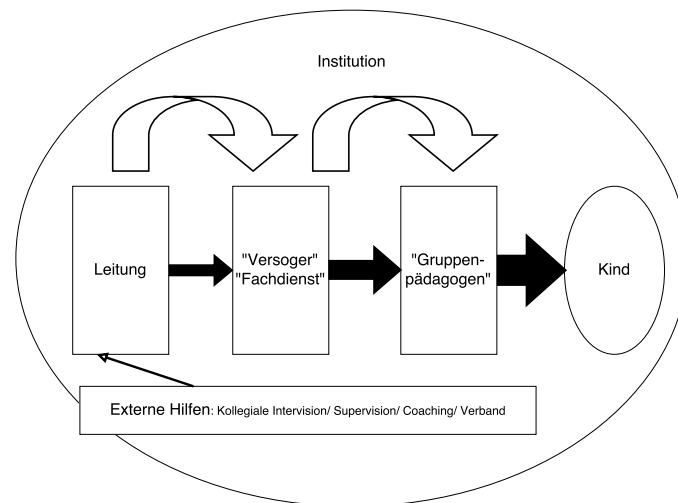 Institution
Leitung
"Versoger"
"Fachdienst"
"Gruppen-
pädagogen"
Kind
Externe Hilfen: Kollegiale Intervision/ Supervision/ Coaching/ Verband